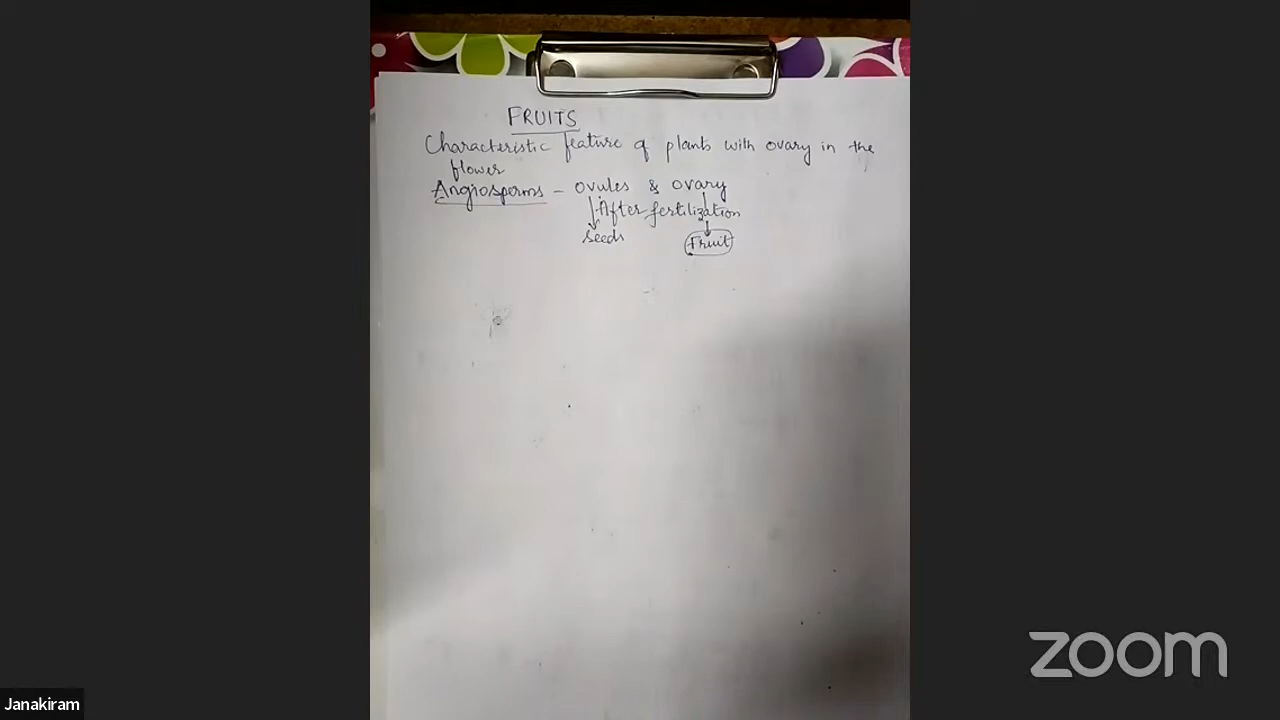 FRUITS
Characteristic feature of plants with ovary in the
flower
Angiosperms - ovules & ovary
After fertilization
seeds Fruit
zoom
Janakiram